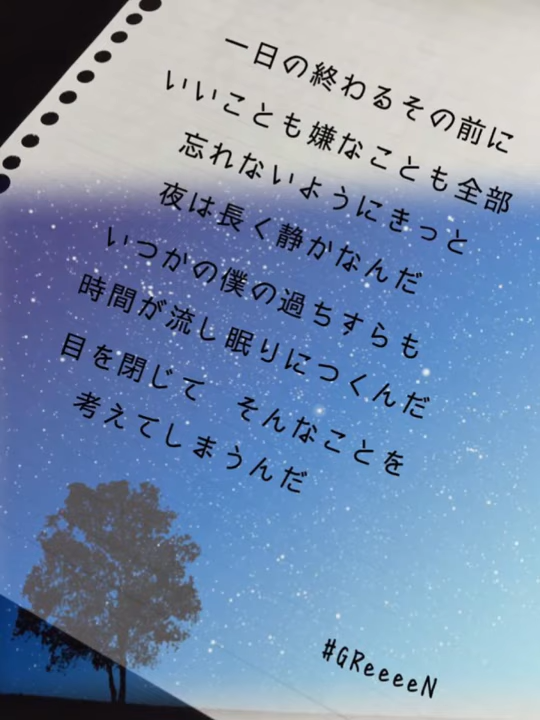 一日の終わるその前に
いいことも嫌なことも全部
忘れないようにきっと
夜は長く静かなんだ
いつかの僕の過ちすらも
時間が流し眠りにつくんだ
目を閉じて　そんなことを
考えてしまうんだ
#GReeeeN